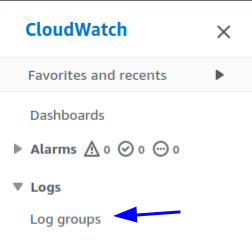 CloudWatch
Favorites and recents
Dashboards
Alarms 0 0 0
Logs
Log groups